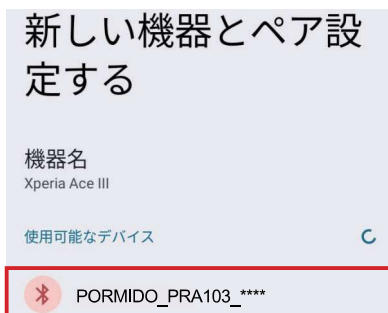 新しい機器とペア設
定する
機器名
Xperia Ace III
使用可能なデバイス
PORMIDO_PRA103_****